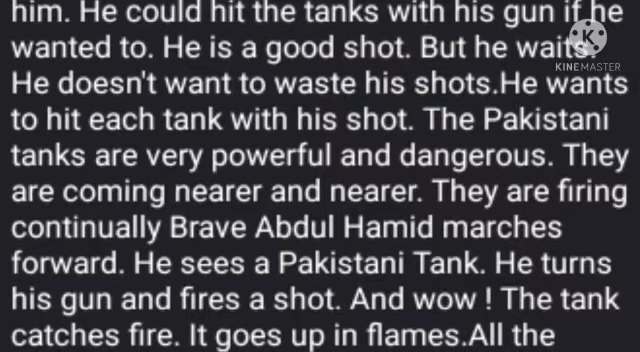 him. He could hit the tanks with his gun if he
wanted to. He is a good shot. But he waits.
He doesn't want to waste his shots.He wants
to hit each tank with his shot. The Pakistani
tanks are very powerful and dangerous. They
are coming nearer and nearer. They are firing
continually Brave Abdul Hamid marches
forward. He sees a Pakistani Tank. He turns
his gun and fires a shot. And wow ! The tank
catches fire. It goes up in flames.All the
KINEMASTER